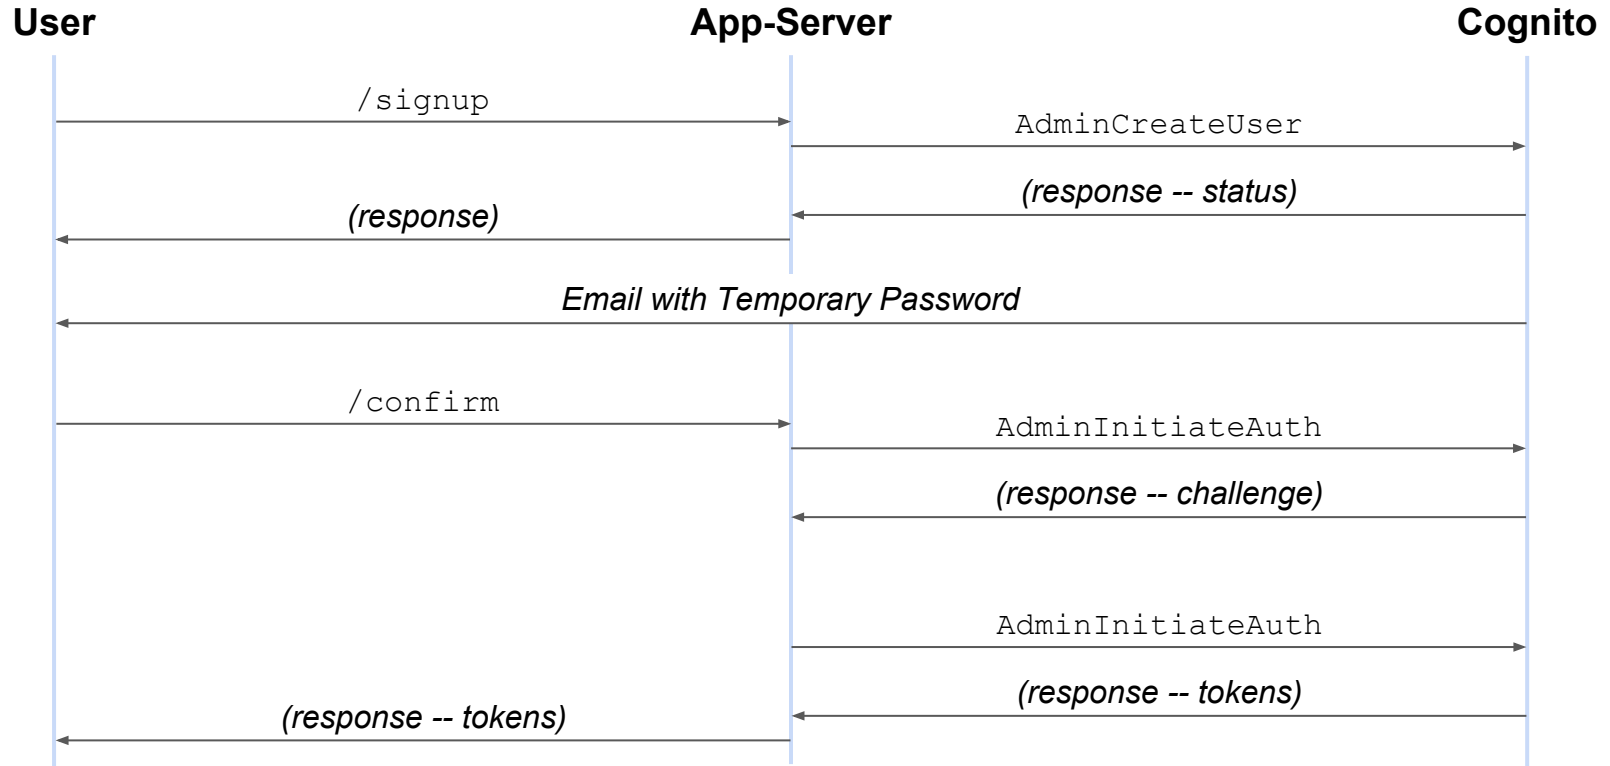 User
App-Server
Cognito
/signup
AdminCreateUser
(response -- status)
(response)
Email with Temporary Password
/confirm
AdminInitiateAuth
(response -- challenge)
AdminInitiateAuth
(response -- tokens)
(response -- tokens)